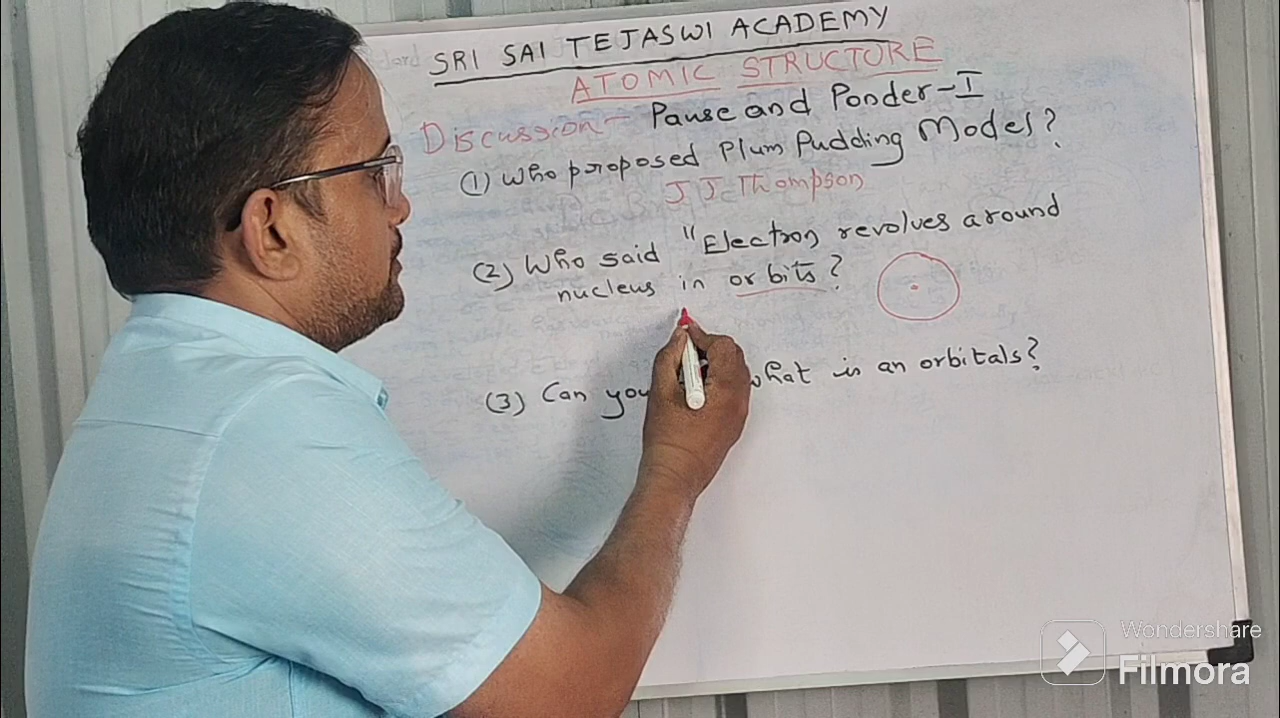 SRI SAI TEJASWI ACADEMY
ATOMIC STRUCTURE
Discussion - Pause and Ponder - I
(1) Who proposed Plum Pudding Model?
J J Thompson
(2) Who said "Electron revolves around
nucleus in orbits?
(3) Can you what is an orbitals?
Wondershare
Filmora